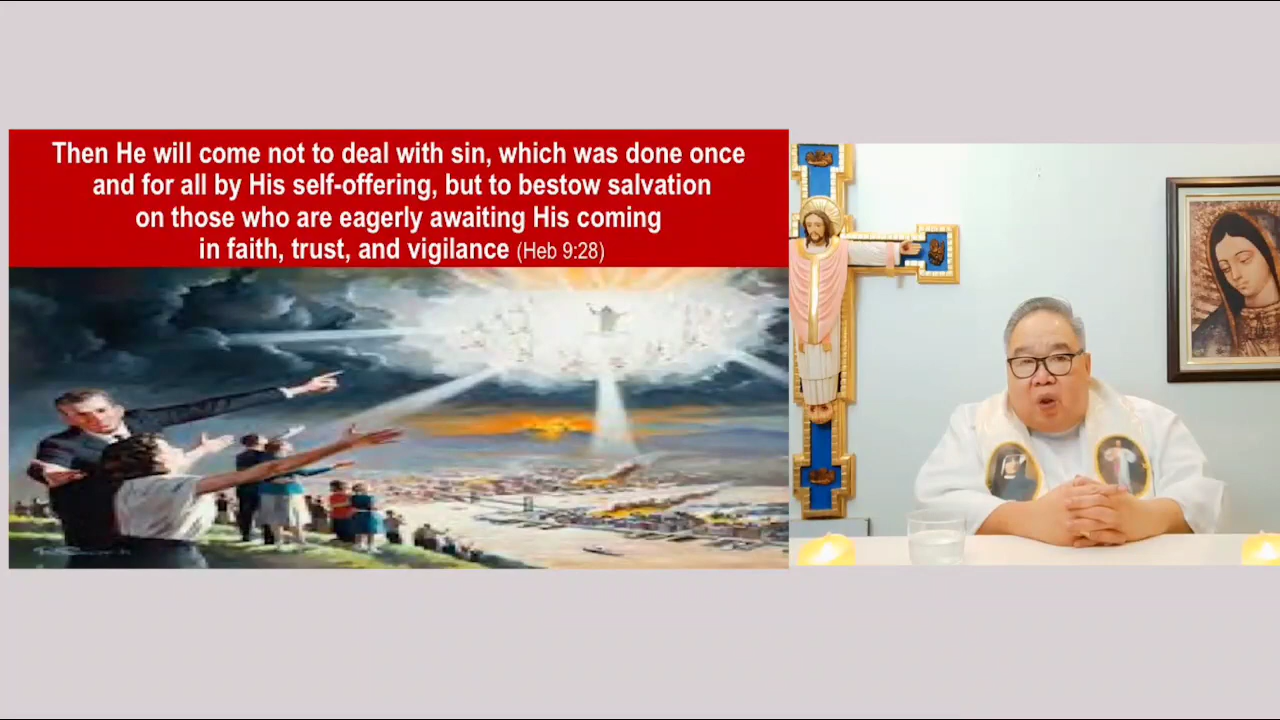 Then He will come not to deal with sin, which was done once
and for all by His self-offering, but to bestow salvation
on those who are eagerly awaiting His coming
in faith, trust, and vigilance (Heb 9:28)